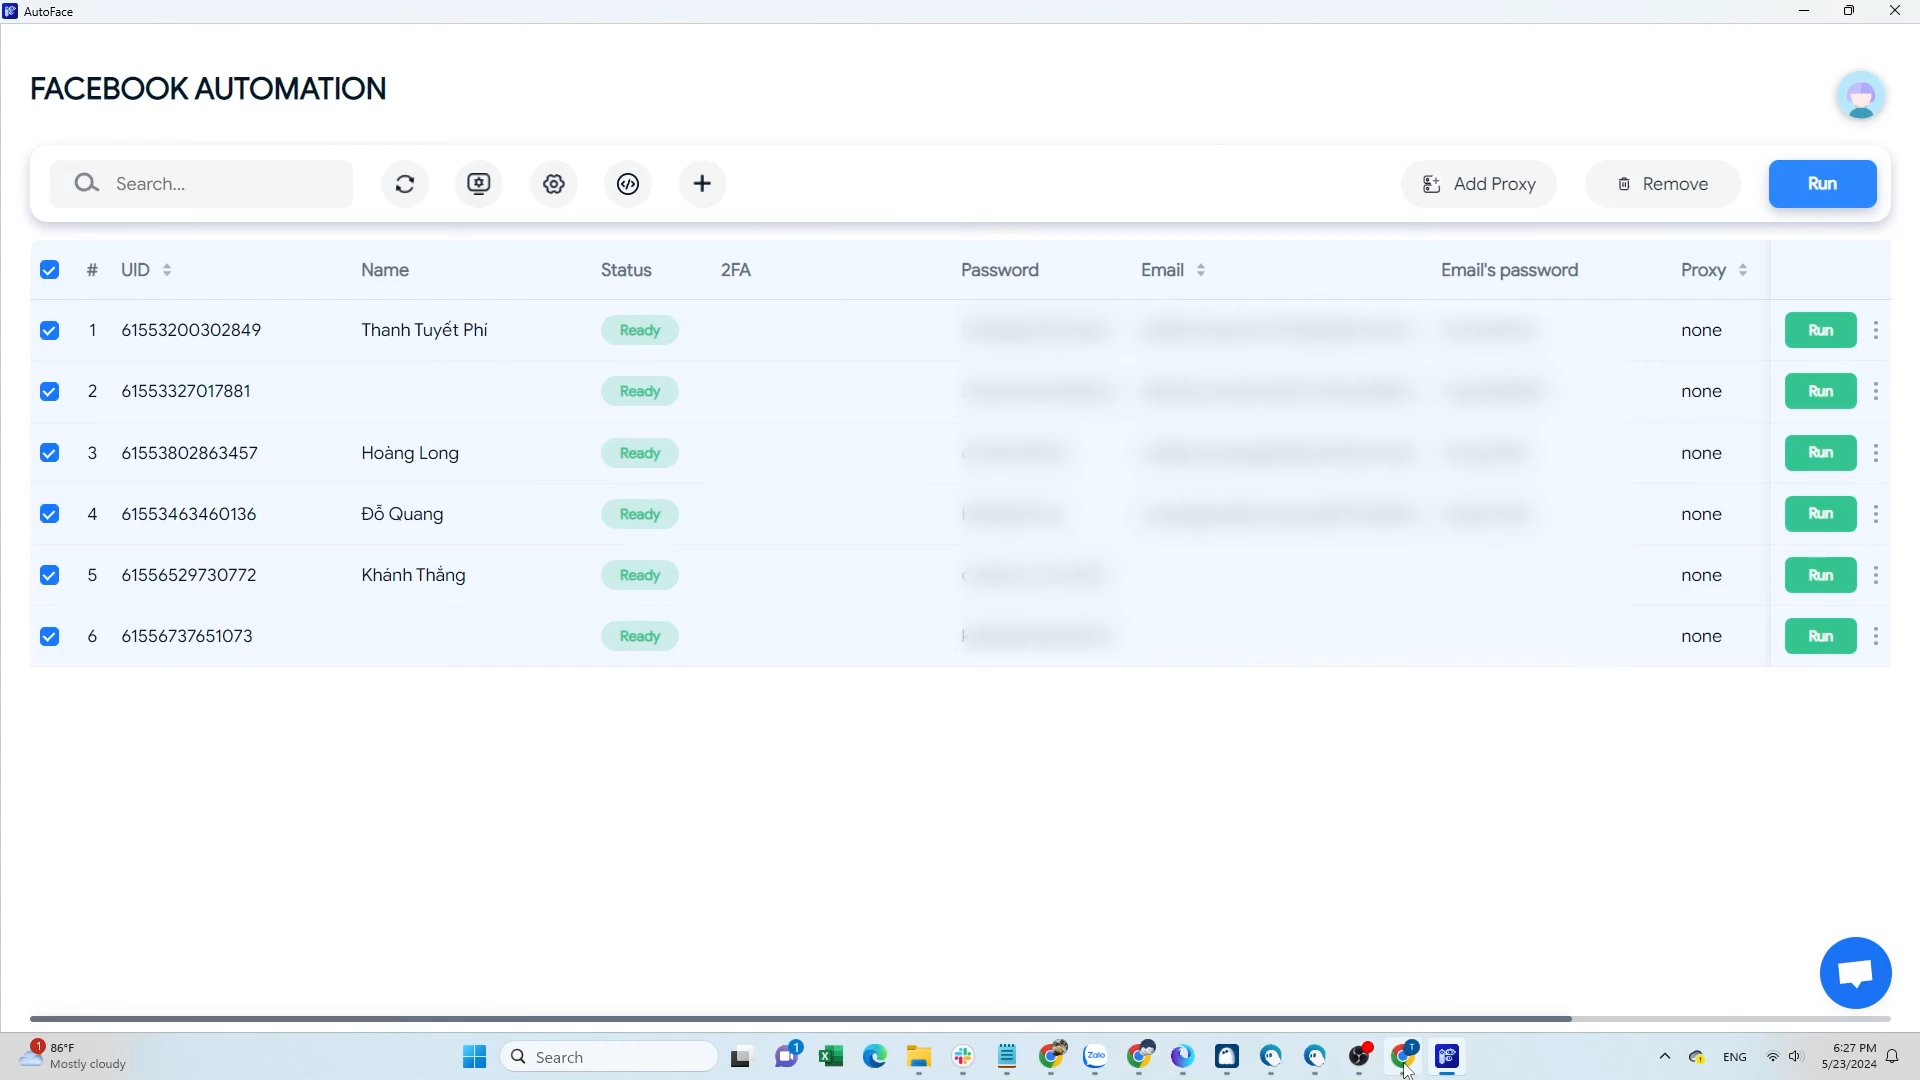 AutoFace
FACEBOOK AUTOMATION
Search...
Add Proxy
Remove
Run
# UID Name Status 2FA Password Email Email's password Proxy
1 61553200302849 Thanh Tuyết Phí Ready none Run
2 61553327017881 Ready none Run
3 61553802863457 Hoàng Long Ready none Run
4 61553463460136 Đỗ Quang Ready none Run
5 61556529730772 Khánh Thắng Ready none Run
6 61556737651073 Ready none Run
1
86°F
Mostly cloudy
Search
1
Zalo
T
ENG
6:27 PM
5/23/2024